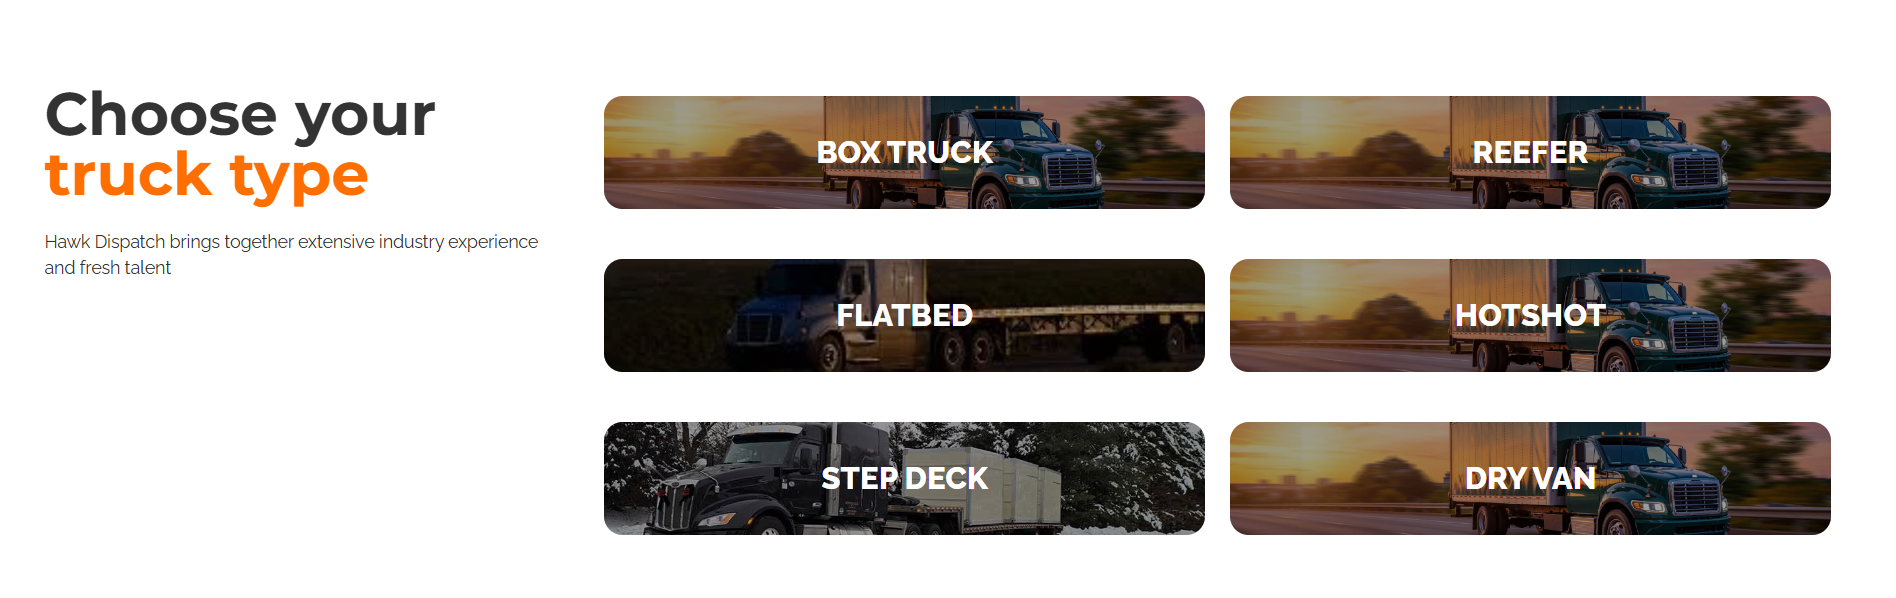 Choose your
truck type
Hawk Dispatch brings together extensive industry experience
and fresh talent
BOX TRUCK
REEFER
FLATBED
HOTSHOT
STEP DECK
DRY VAN